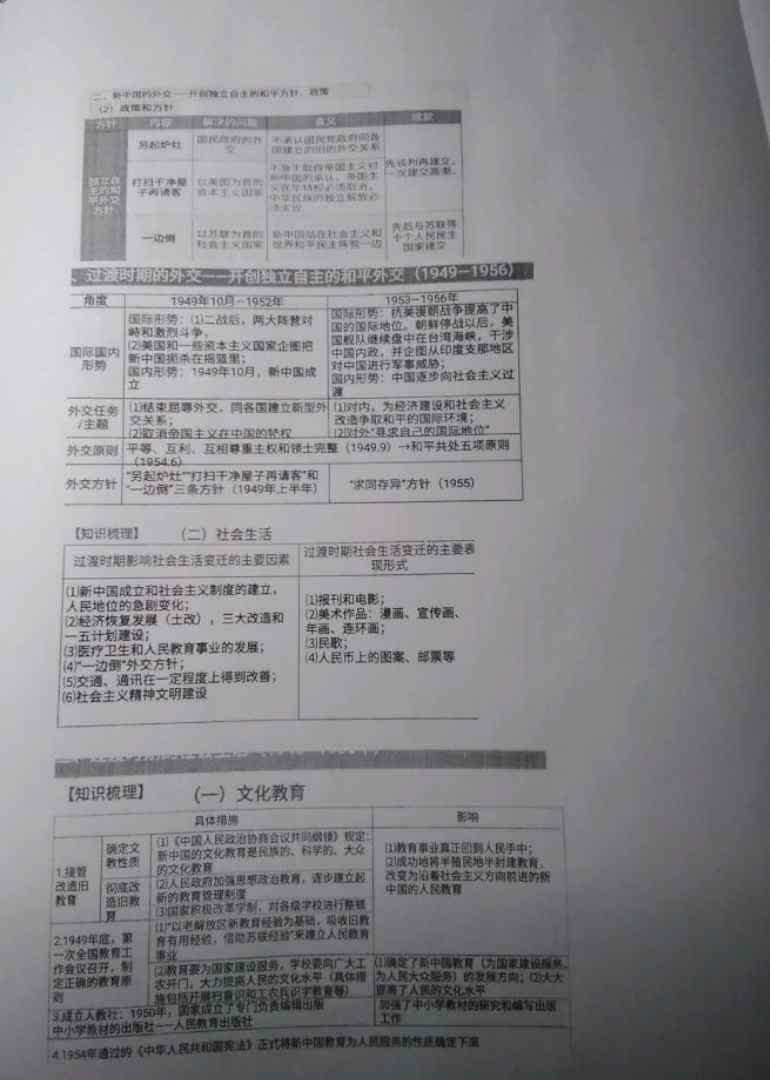 二、新中国的外交——开创独立自主的和平方针、政策
(2)政策和方针
方针 内容 解决的问题 意义 成就
独立自主的和平外交方针
另起炉灶
国民政府的外交
不承认国民党政府同各国建立的旧的外交关系
先谈判再建交,
打扫干净屋子再请客
以美国为首的资本主义国家
一边倒
以苏联为首的社会主义国家
新中国站在社会主义和世界和平民主阵营一边
先后与苏联等十个人民民主国家建交
、过渡时期的外交——开创独立自主的和平外交(1949—1956)
角度 1949年10月—1952年 1953—1956年
国际国内形势
国际形势:(1)二战后,两大阵营对
峙和激烈斗争。
(2)美国和一些资本主义国家企图把
新中国扼杀在摇篮里;
国内形势:1949年10月,新中国成
立
国际形势:抗美援朝战争提高了中
国的国际地位。朝鲜停战以后,美
国舰队继续盘中在台湾海峡,干涉
中国内政,并企图从印度支那地区
对中国进行军事威胁;
国内形势:中国逐步向社会主义过
渡
外交任务/主题
(1)结束屈辱外交,同各国建立新型外
交关系;
(2)取消帝国主义在中国的特权
(1)对内,为经济建设和社会主义
改造争取和平的国际环境;
(2)对外“寻求自己的国际地位”
外交原则
平等、互利、互相尊重主权和领土完整(1949.9)→和平共处五项原则
(1954.6)
外交方针
“另起炉灶”“打扫干净屋子再请客”和
“一边倒”三条方针(1949年上半年)
“求同存异”方针(1955)
【知识梳理】 (二)社会生活
过渡时期影响社会生活变迁的主要因素
过渡时期社会生活变迁的主要表
现形式
(1)新中国成立和社会主义制度的建立,
人民地位的急剧变化;
(2)经济恢复发展(土改),三大改造和
一五计划建设;
(3)医疗卫生和人民教育事业的发展;
(4)“一边倒”外交方针;
(5)交通、通讯在一定程度上得到改善;
(6)社会主义精神文明建设
(1)报刊和电影;
(2)美术作品:漫画、宣传画、
年画、连环画;
(3)民歌;
(4)人民币上的图案、邮票等
【知识梳理】 (一)文化教育
具体措施 影响
1.接管
改造旧
教育
确定文
教性质
(1)《中国人民政治协商会议共同纲领》规定:
新中国的文化教育是民族的、科学的、大众
的文化教育
彻底改
造旧教
育
(2)人民政府加强思想政治教育,逐步建立起
新的教育管理制度
(3)国家积极改革学制,对各级学校进行整顿
(1)教育事业真正回到人民手中;
(2)成功地将半殖民地半封建教育,
改变为沿着社会主义方向前进的新
中国的人民教育
2.1949年底,第
一次全国教育工
作会议召开,制
定正确的教育原
则
(1)“以老解放区新教育经验为基础,吸收旧教
育有用经验,借助苏联经验”来建立人民教育
事业
(2)教育要为国家建设服务,学校要向广大工
农开门,大力提高人民的文化水平(具体措
施包括开展扫盲识和工农兵识字教育等)
(1)确定了新中国教育(为国家建设服务、
为人民大众服务)的发展方向;(2)大大
提高了人民的文化水平
3.成立人教社:1950年,国家成立了专门负责编辑出版
中小学教材的出版社——人民教育出版社
加强了中小学教材的研究和编写出版
工作
4.1954年通过的《中华人民共和国宪法》正式将新中国教育为人民服务的性质确定下来